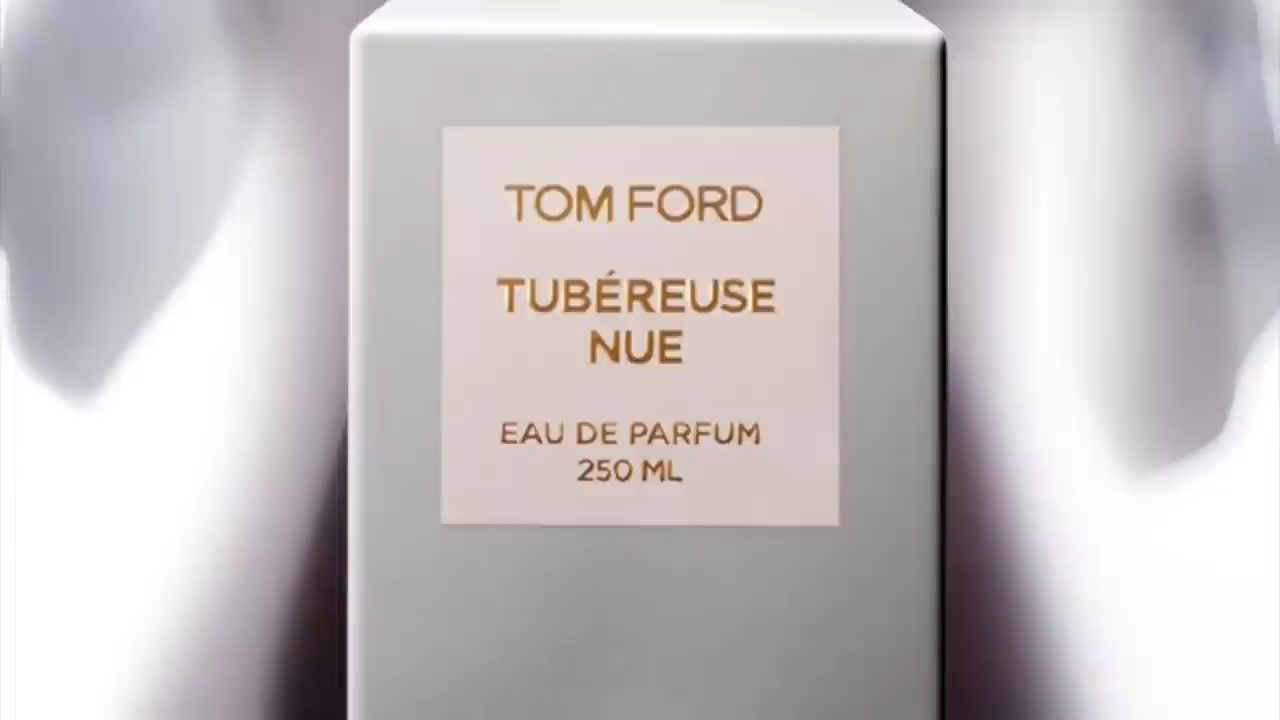 TOM FORD
TUBÉREUSE
NUE
EAU DE PARFUM
250 ML